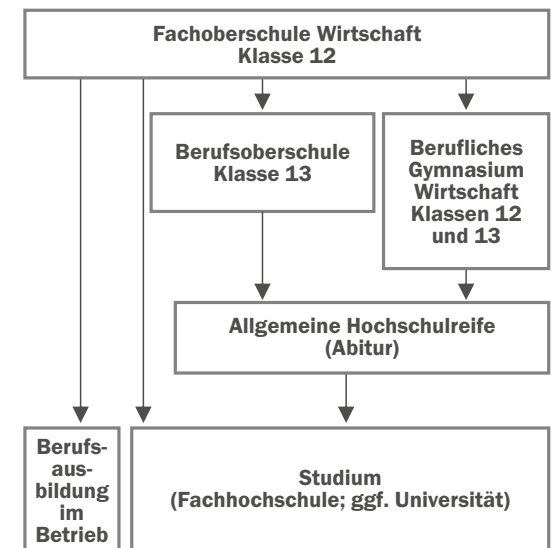 Fachoberschule Wirtschaft
Klasse 12
Berufsoberschule
Klasse 13
Berufliches
Gymnasium
Wirtschaft
Klassen 12
und 13
Allgemeine Hochschulreife
(Abitur)
Berufs-
aus-
bildung
im
Betrieb
Studium
(Fachhochschule; ggf. Universität)